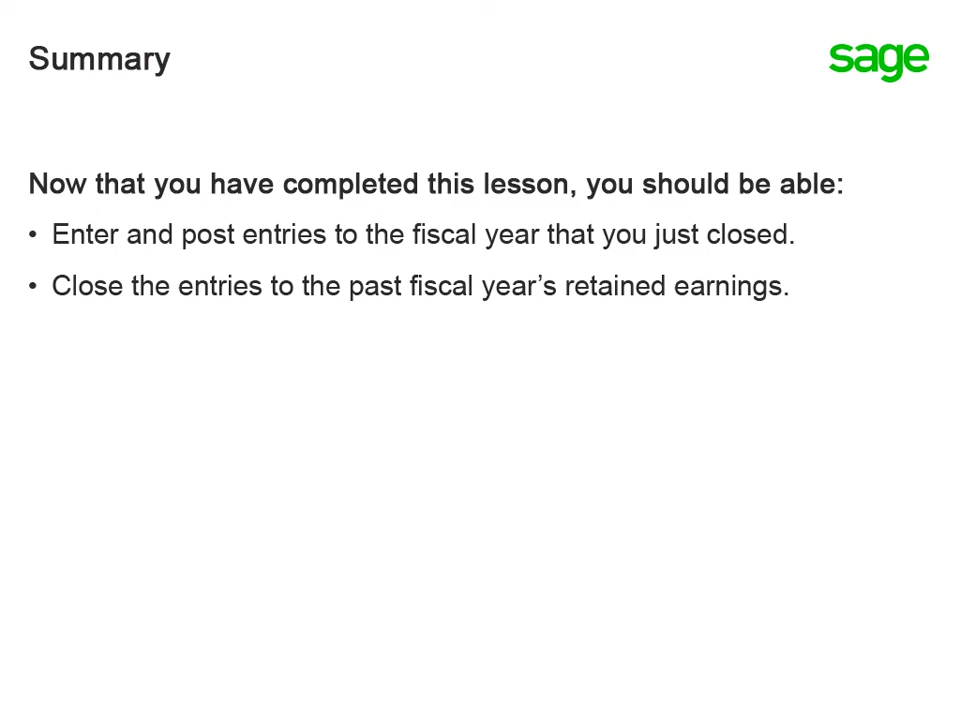 Summary
sage
Now that you have completed this lesson, you should be able:
• Enter and post entries to the fiscal year that you just closed.
• Close the entries to the past fiscal year’s retained earnings.